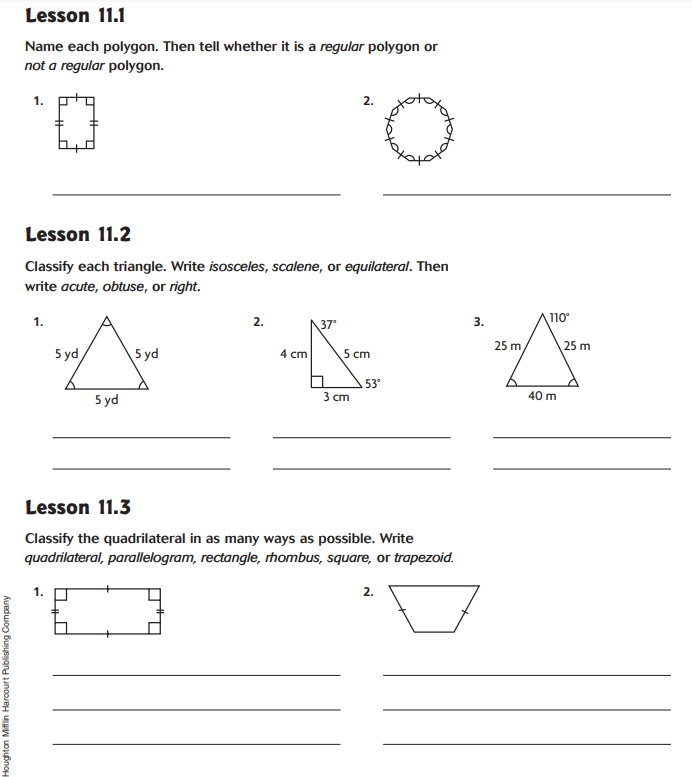 Lesson 11.1
Name each polygon. Then tell whether it is a regular polygon or
not a regular polygon.
1.
2.
Lesson 11.2
Classify each triangle. Write isosceles, scalene, or equilateral. Then
write acute, obtuse, or right.
1.
5 yd
5 yd
5 yd
2.
37°
4 cm
5 cm
53°
3 cm
3.
110°
25 m
25 m
40 m
Lesson 11.3
Classify the quadrilateral in as many ways as possible. Write
quadrilateral, parallelogram, rectangle, rhombus, square, or trapezoid.
1.
2.
Houghton Mifflin Harcourt Publishing Company